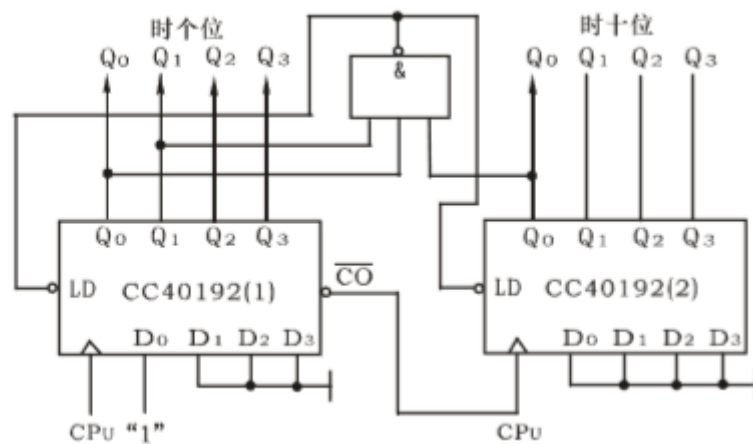 时个位 时十位
Q0 Q1 Q2 Q3 & Q0 Q1 Q2 Q3
Q0 Q1 Q2 Q3 Q0 Q1 Q2 Q3
LD CC40192(1) CO LD CC40192(2)
D0 D1 D2 D3 D0 D1 D2 D3
CPU “1” CPU